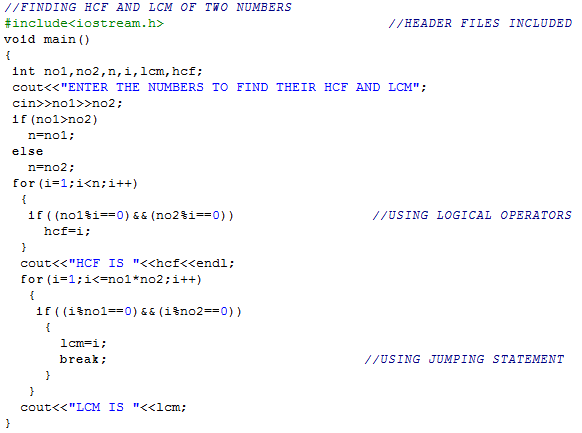 //FINDING HCF AND LCM OF TWO NUMBERS
#include<iostream.h> //HEADER FILES INCLUDED
void main()
{
int no1,no2,n,i,lcm,hcf;
cout<<"ENTER THE NUMBERS TO FIND THEIR HCF AND LCM";
cin>>no1>>no2;
if(no1>no2)
n=no1;
else
n=no2;
for(i=1;i<n;i++)
{
if((no1%i==0)&&(no2%i==0)) //USING LOGICAL OPERATORS
hcf=i;
}
cout<<"HCF IS "<<hcf<<endl;
for(i=1;i<=no1*no2;i++)
{
if((i%no1==0)&&(i%no2==0))
{
lcm=i;
break; //USING JUMPING STATEMENT
}
}
cout<<"LCM IS "<<lcm;
}